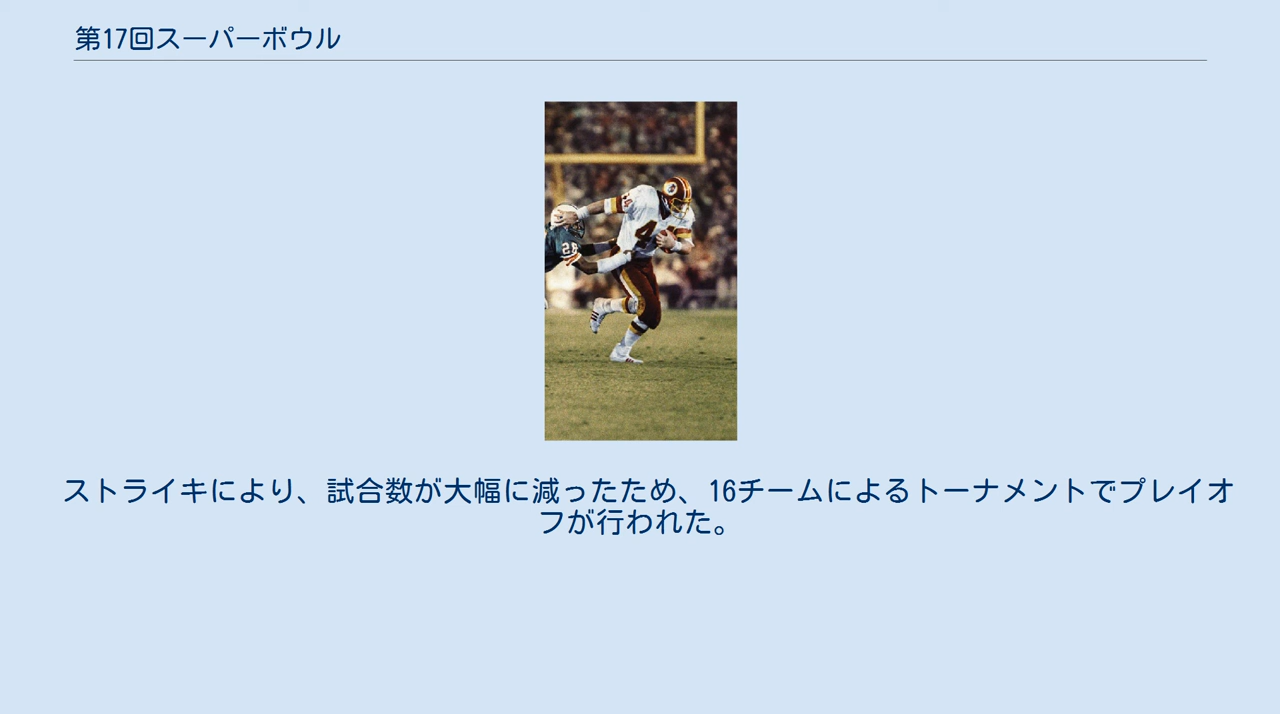 第17回スーパーボウル
28
4
ストライキにより、試合数が大幅に減ったため、16チームによるトーナメントでプレイオ
フが行われた。